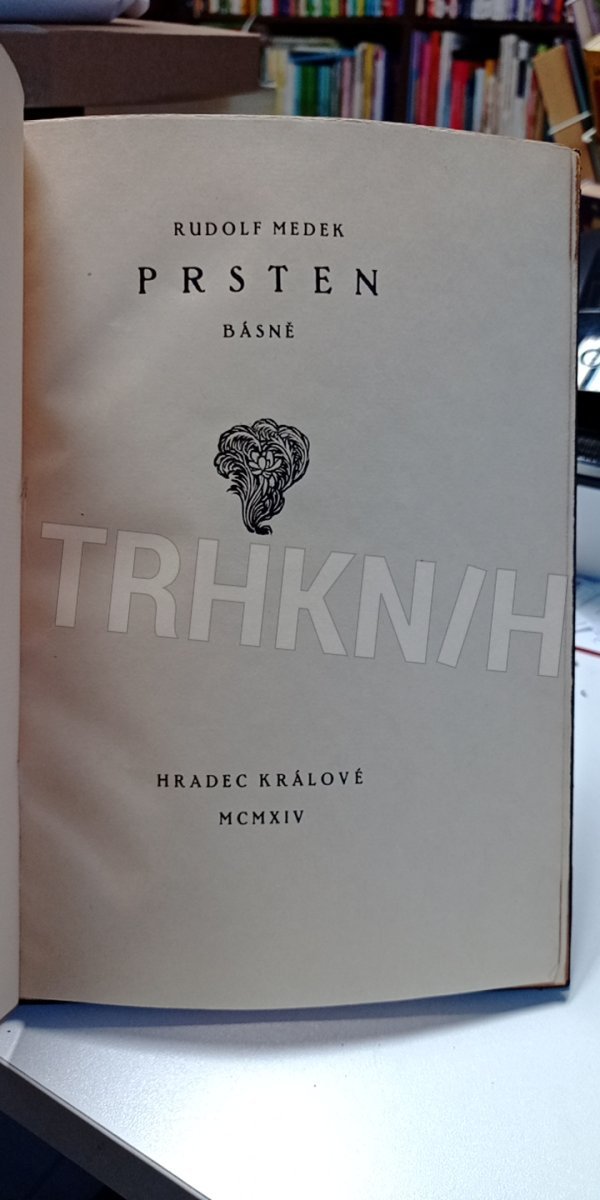 RUDOLF MEDEK
PRSTEN
BÁSNĚ
TRHKN/H
HRADEC KRÁLOVÉ
MCMXIV